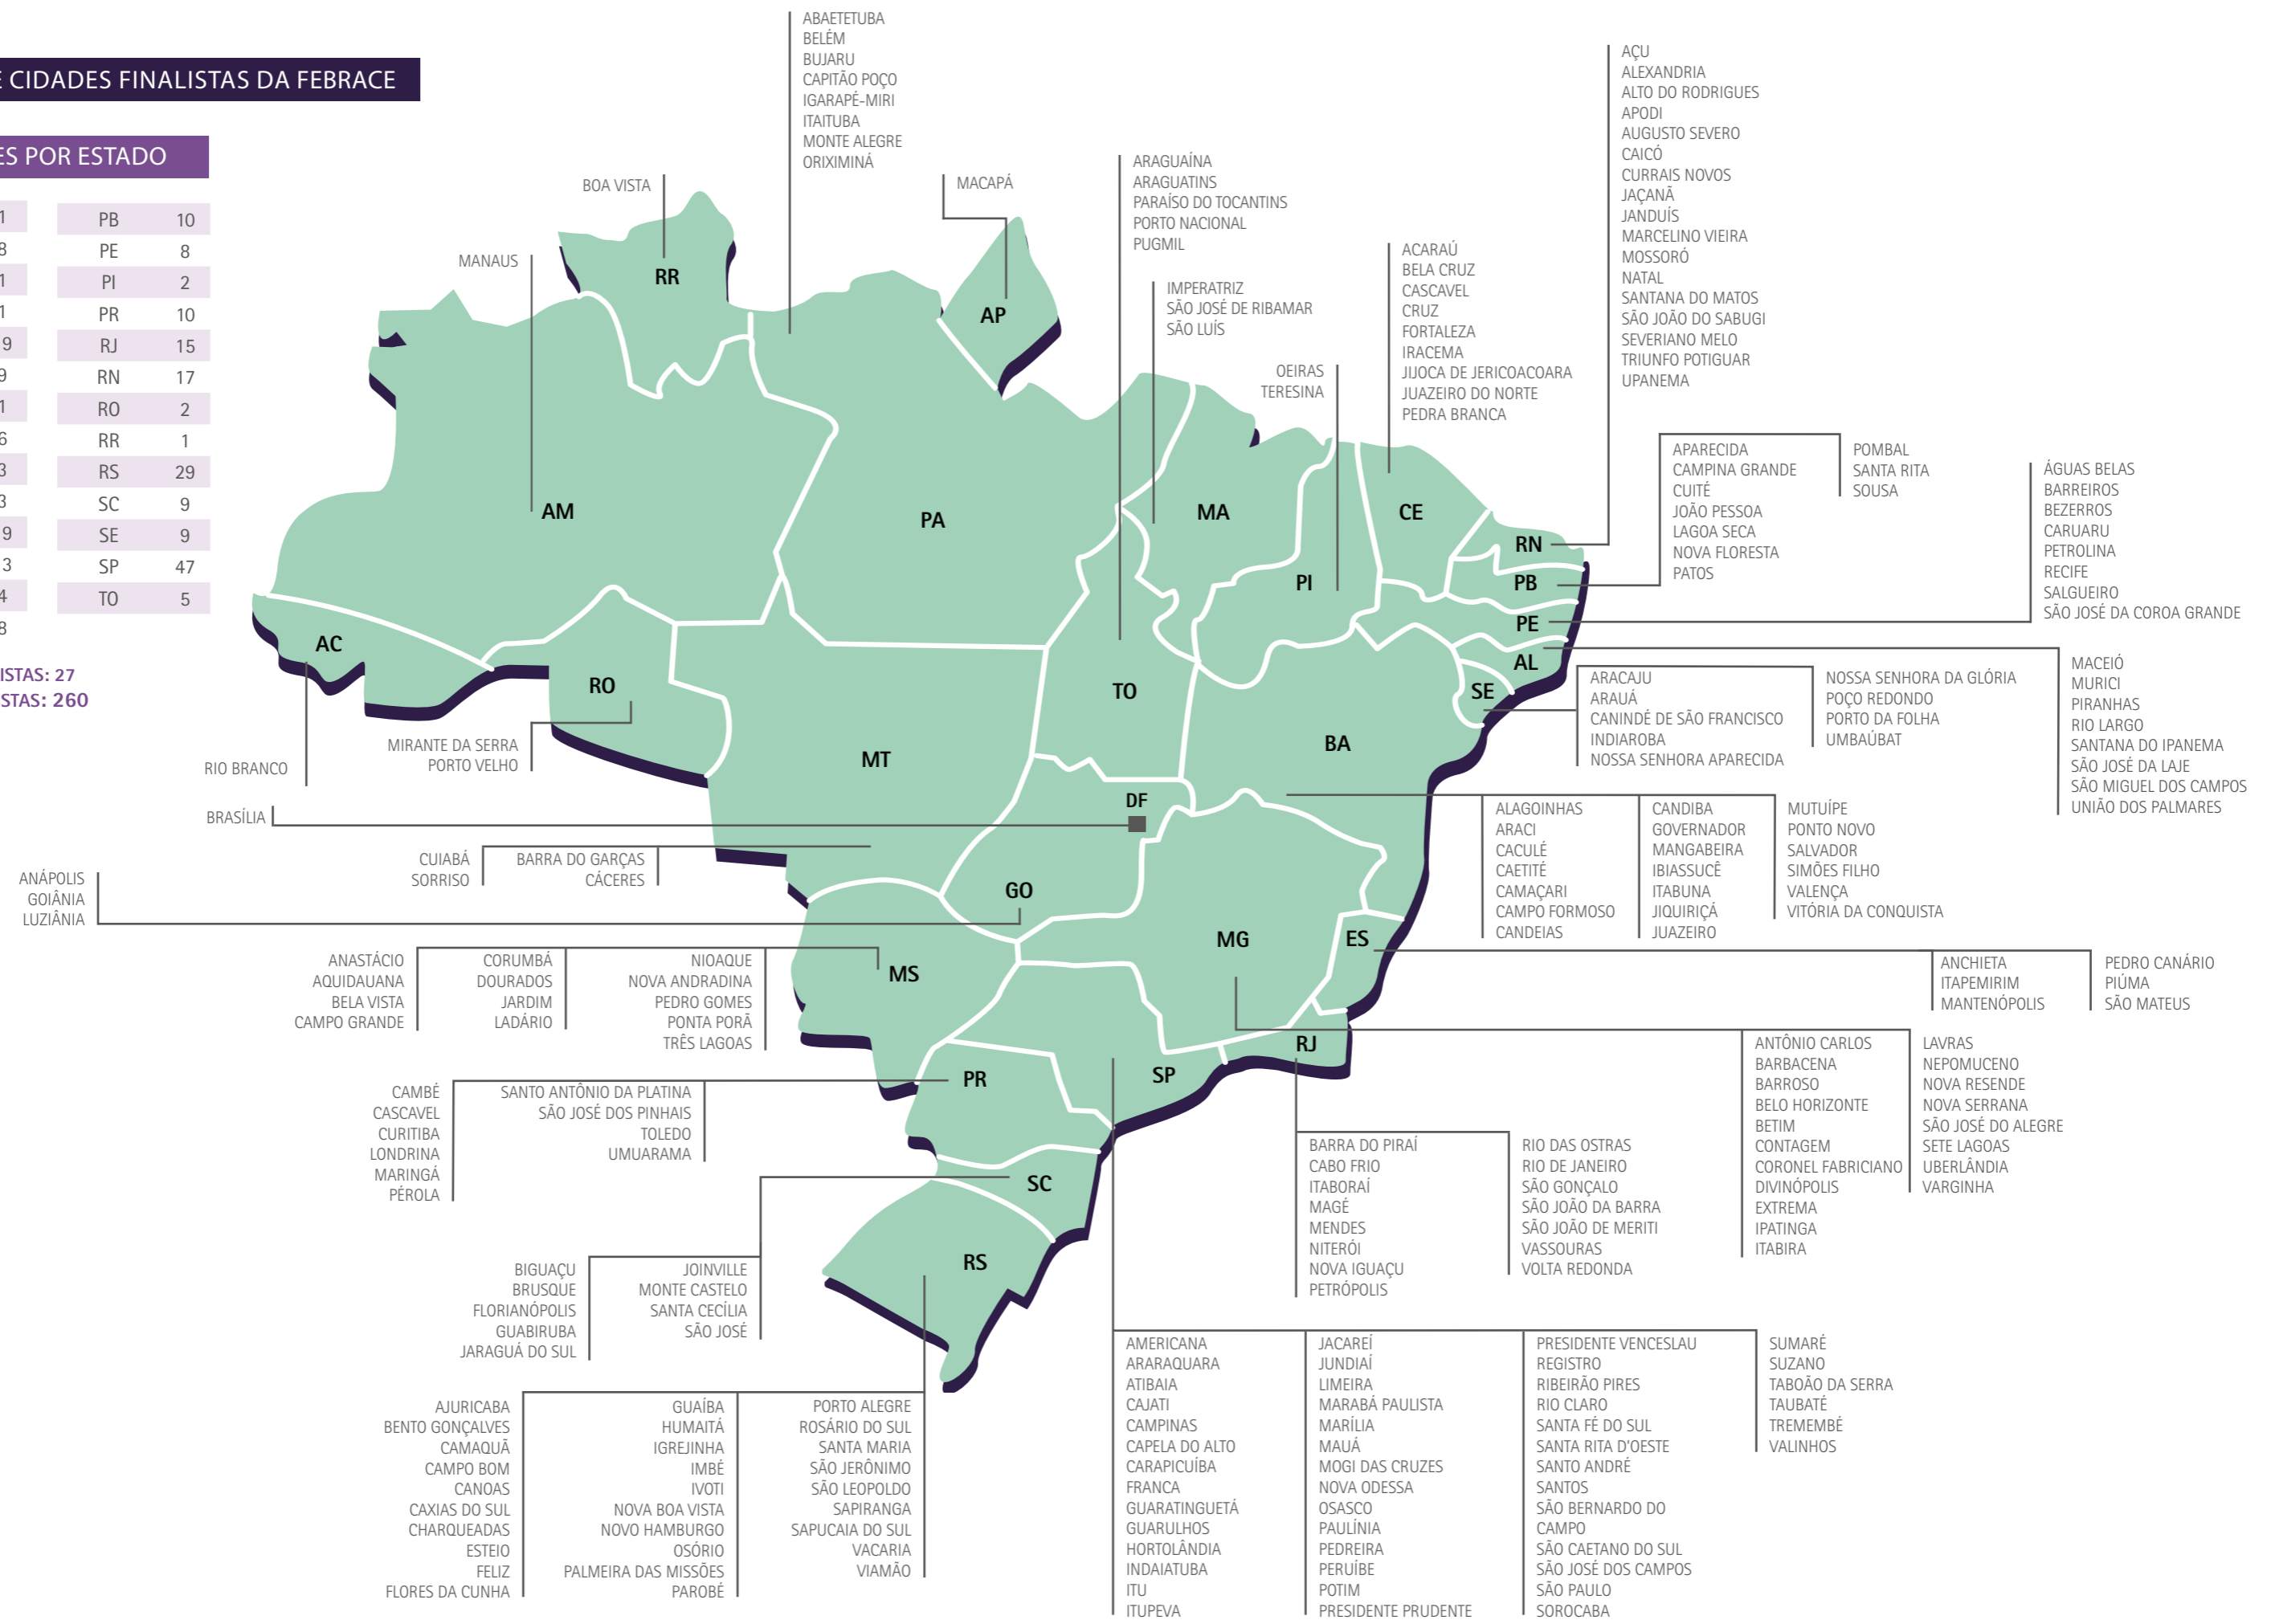 E CIDADES FINALISTAS DA FEBRACE
ES POR ESTADO
1
8
1
1
9
9
1
6
3
3
9
3
4
8
PB 10
PE 8
PI 2
PR 10
RJ 15
RN 17
RO 2
RR 1
RS 29
SC 9
SE 9
SP 47
TO 5
ISTAS: 27
STAS: 260
ABAETETUBA
BELÉM
BUJARU
CAPITÃO POÇO
IGARAPÉ-MIRI
ITAITUBA
MONTE ALEGRE
ORIXIMINÁ
BOA VISTA
MACAPÁ
MANAUS
ARAGUAÍNA
ARAGUATINS
PARAÍSO DO TOCANTINS
PORTO NACIONAL
PUGMIL
IMPERATRIZ
SÃO JOSÉ DE RIBAMAR
SÃO LUÍS
OEIRAS
TERESINA
ACARAÚ
BELA CRUZ
CASCAVEL
CRUZ
FORTALEZA
IRACEMA
JIJOCA DE JERICOACOARA
JUAZEIRO DO NORTE
PEDRA BRANCA
AÇU
ALEXANDRIA
ALTO DO RODRIGUES
APODI
AUGUSTO SEVERO
CAICÓ
CURRAIS NOVOS
JAÇANÃ
JANDUÍS
MARCELINO VIEIRA
MOSSORÓ
NATAL
SANTANA DO MATOS
SÃO JOÃO DO SABUGI
SEVERIANO MELO
TRIUNFO POTIGUAR
UPANEMA
APARECIDA
CAMPINA GRANDE
CUITÉ
JOÃO PESSOA
LAGOA SECA
NOVA FLORESTA
PATOS
POMBAL
SANTA RITA
SOUSA
ÁGUAS BELAS
BARREIROS
BEZERROS
CARUARU
PETROLINA
RECIFE
SALGUEIRO
SÃO JOSÉ DA COROA GRANDE
MACEIÓ
MURICI
PIRANHAS
RIO LARGO
SANTANA DO IPANEMA
SÃO JOSÉ DA LAJE
SÃO MIGUEL DOS CAMPOS
UNIÃO DOS PALMARES
ARACAJU
ARAUÁ
CANINDÉ DE SÃO FRANCISCO
INDIAROBA
NOSSA SENHORA APARECIDA
NOSSA SENHORA DA GLÓRIA
POÇO REDONDO
PORTO DA FOLHA
UMBAÚBAT
RR
AP
AM
PA
MA
CE
RN
PB
PI
PE
AL
SE
AC
RO
TO
BA
MT
DF
GO
MG
ES
MS
RJ
SP
PR
SC
RS
MIRANTE DA SERRA
PORTO VELHO
RIO BRANCO
BRASÍLIA
CUIABÁ
SORRISO
BARRA DO GARÇAS
CÁCERES
ANÁPOLIS
GOIÂNIA
LUZIÂNIA
ALAGOINHAS
ARACI
CACULÉ
CAETITÉ
CAMAÇARI
CAMPO FORMOSO
CANDEIAS
CANDIBA
GOVERNADOR
MANGABEIRA
IBIASSUCÊ
ITABUNA
JIQUIRIÇÁ
JUAZEIRO
MUTUÍPE
PONTO NOVO
SALVADOR
SIMÕES FILHO
VALENÇA
VITÓRIA DA CONQUISTA
ANASTÁCIO
AQUIDAUANA
BELA VISTA
CAMPO GRANDE
CORUMBÁ
DOURADOS
JARDIM
LADÁRIO
NIOAQUE
NOVA ANDRADINA
PEDRO GOMES
PONTA PORÃ
TRÊS LAGOAS
ANCHIETA
ITAPEMIRIM
MANTENÓPOLIS
PEDRO CANÁRIO
PIÚMA
SÃO MATEUS
ANTÔNIO CARLOS
BARBACENA
BARROSO
BELO HORIZONTE
BETIM
CONTAGEM
CORONEL FABRICIANO
DIVINÓPOLIS
EXTREMA
IPATINGA
ITABIRA
LAVRAS
NEPOMUCENO
NOVA RESENDE
NOVA SERRANA
SÃO JOSÉ DO ALEGRE
SETE LAGOAS
UBERLÂNDIA
VARGINHA
CAMBÉ
CASCAVEL
CURITIBA
LONDRINA
MARINGÁ
PÉROLA
SANTO ANTÔNIO DA PLATINA
SÃO JOSÉ DOS PINHAIS
TOLEDO
UMUARAMA
BARRA DO PIRAÍ
CABO FRIO
ITABORAÍ
MAGÉ
MENDES
NITERÓI
NOVA IGUAÇU
PETRÓPOLIS
RIO DAS OSTRAS
RIO DE JANEIRO
SÃO GONÇALO
SÃO JOÃO DA BARRA
SÃO JOÃO DE MERITI
VASSOURAS
VOLTA REDONDA
BIGUAÇU
BRUSQUE
FLORIANÓPOLIS
GUABIRUBA
JARAGUÁ DO SUL
JOINVILLE
MONTE CASTELO
SANTA CECÍLIA
SÃO JOSÉ
AJURICABA
BENTO GONÇALVES
CAMAQUÃ
CAMPO BOM
CANOAS
CAXIAS DO SUL
CHARQUEADAS
ESTEIO
FELIZ
FLORES DA CUNHA
GUAÍBA
HUMAITÁ
IGREJINHA
IMBÉ
IVOTI
NOVA BOA VISTA
NOVO HAMBURGO
OSÓRIO
PALMEIRA DAS MISSÕES
PAROBÉ
PORTO ALEGRE
ROSÁRIO DO SUL
SANTA MARIA
SÃO JERÔNIMO
SÃO LEOPOLDO
SAPIRANGA
SAPUCAIA DO SUL
VACARIA
VIAMÃO
AMERICANA
ARARAQUARA
ATIBAIA
CAJATI
CAMPINAS
CAPELA DO ALTO
CARAPICUÍBA
FRANCA
GUARATINGUETÁ
GUARULHOS
HORTOLÂNDIA
INDAIATUBA
ITU
ITUPEVA
JACAREÍ
JUNDIAÍ
LIMEIRA
MARABÁ PAULISTA
MARÍLIA
MAUÁ
MOGI DAS CRUZES
NOVA ODESSA
OSASCO
PAULÍNIA
PEDREIRA
PERUÍBE
POTIM
PRESIDENTE PRUDENTE
PRESIDENTE VENCESLAU
REGISTRO
RIBEIRÃO PIRES
RIO CLARO
SANTA FÉ DO SUL
SANTA RITA D'OESTE
SANTO ANDRÉ
SANTOS
SÃO BERNARDO DO
CAMPO
SÃO CAETANO DO SUL
SÃO JOSÉ DOS CAMPOS
SÃO PAULO
SOROCABA
SUMARÉ
SUZANO
TABOÃO DA SERRA
TAUBATÉ
TREMEMBÉ
VALINHOS